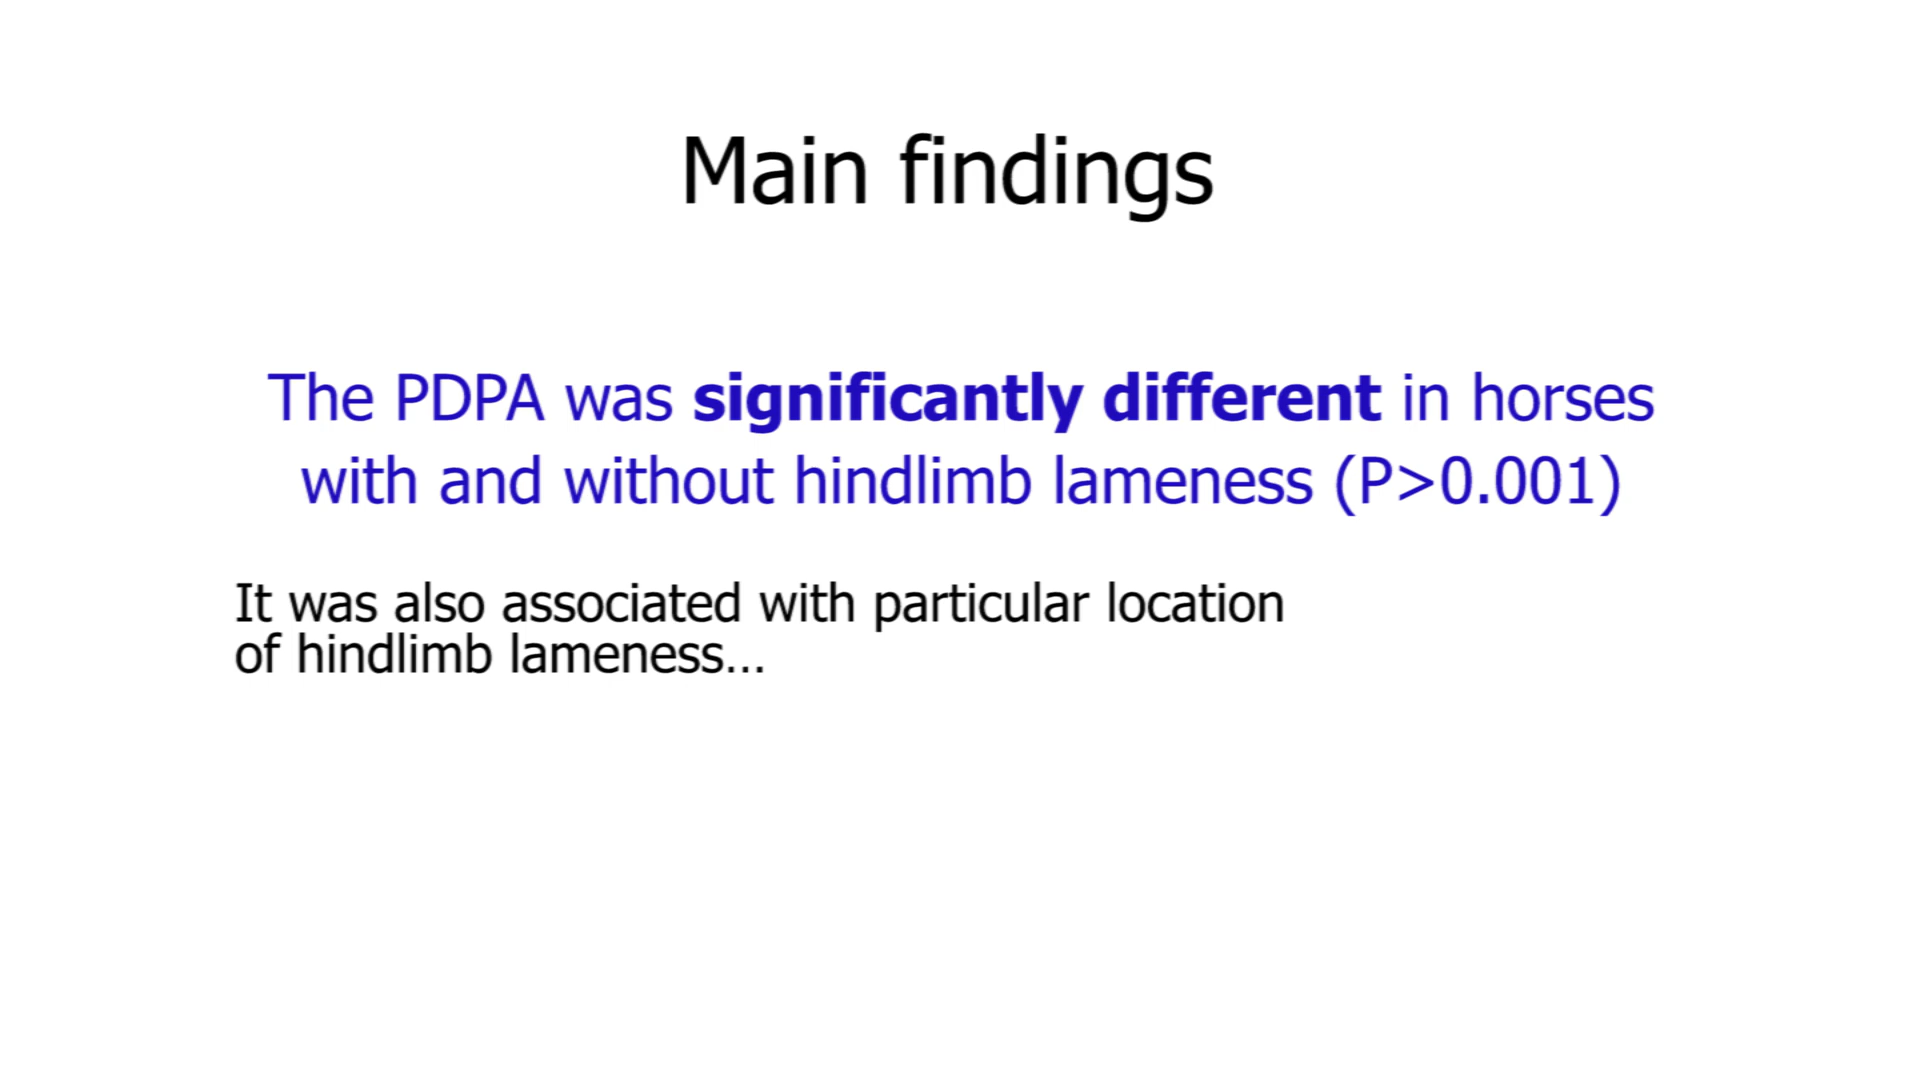 Main findings
The PDPA was significantly different in horses
with and without hindlimb lameness (P>0.001)
It was also associated with particular location
of hindlimb lameness...